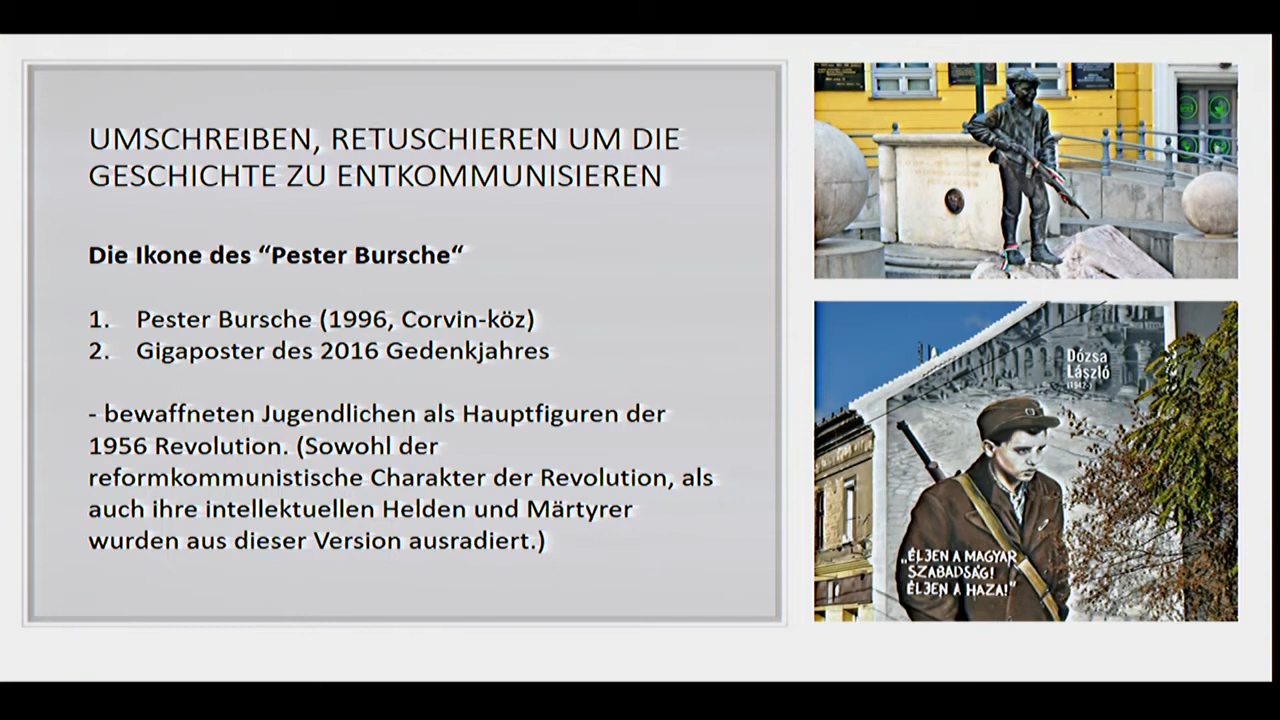 UMSCHREIBEN, RETUSCHIEREN UM DIE
GESCHICHTE ZU ENTKOMMUNISIEREN
Die Ikone des “Pester Bursche“
1. Pester Bursche (1996, Corvin-köz)
2. Gigaposter des 2016 Gedenkjahres
- bewaffneten Jugendlichen als Hauptfiguren der
1956 Revolution. (Sowohl der
reformkommunistische Charakter der Revolution, als
auch ihre intellektuellen Helden und Märtyrer
wurden aus dieser Version ausradiert.)
Dózsa
László
(1942-)
„ÉLJEN A MAGYAR
SZABADSÁG!
ÉLJEN A HAZA!”